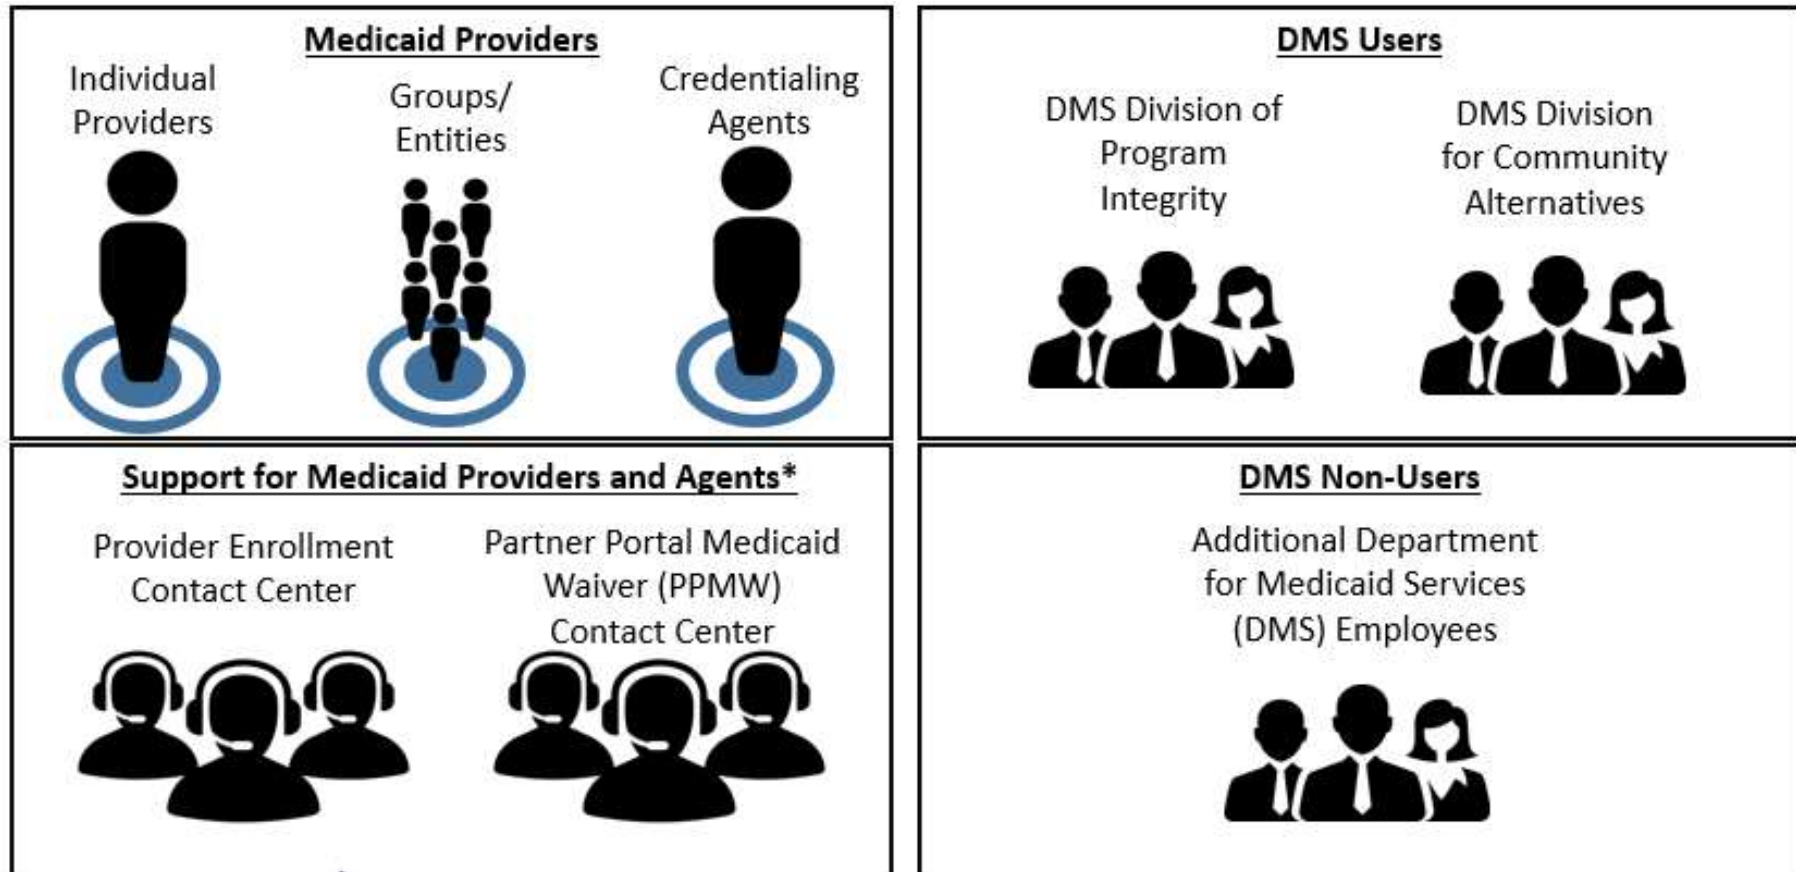 Medicaid Providers
Individual
Providers
Groups/
Entities
Credentialing
Agents
DMS Users
DMS Division of
Program
Integrity
DMS Division
for Community
Alternatives
Support for Medicaid Providers and Agents*
Provider Enrollment
Contact Center
Partner Portal Medicaid
Waiver (PPMW)
Contact Center
DMS Non-Users
Additional Department
for Medicaid Services
(DMS) Employees